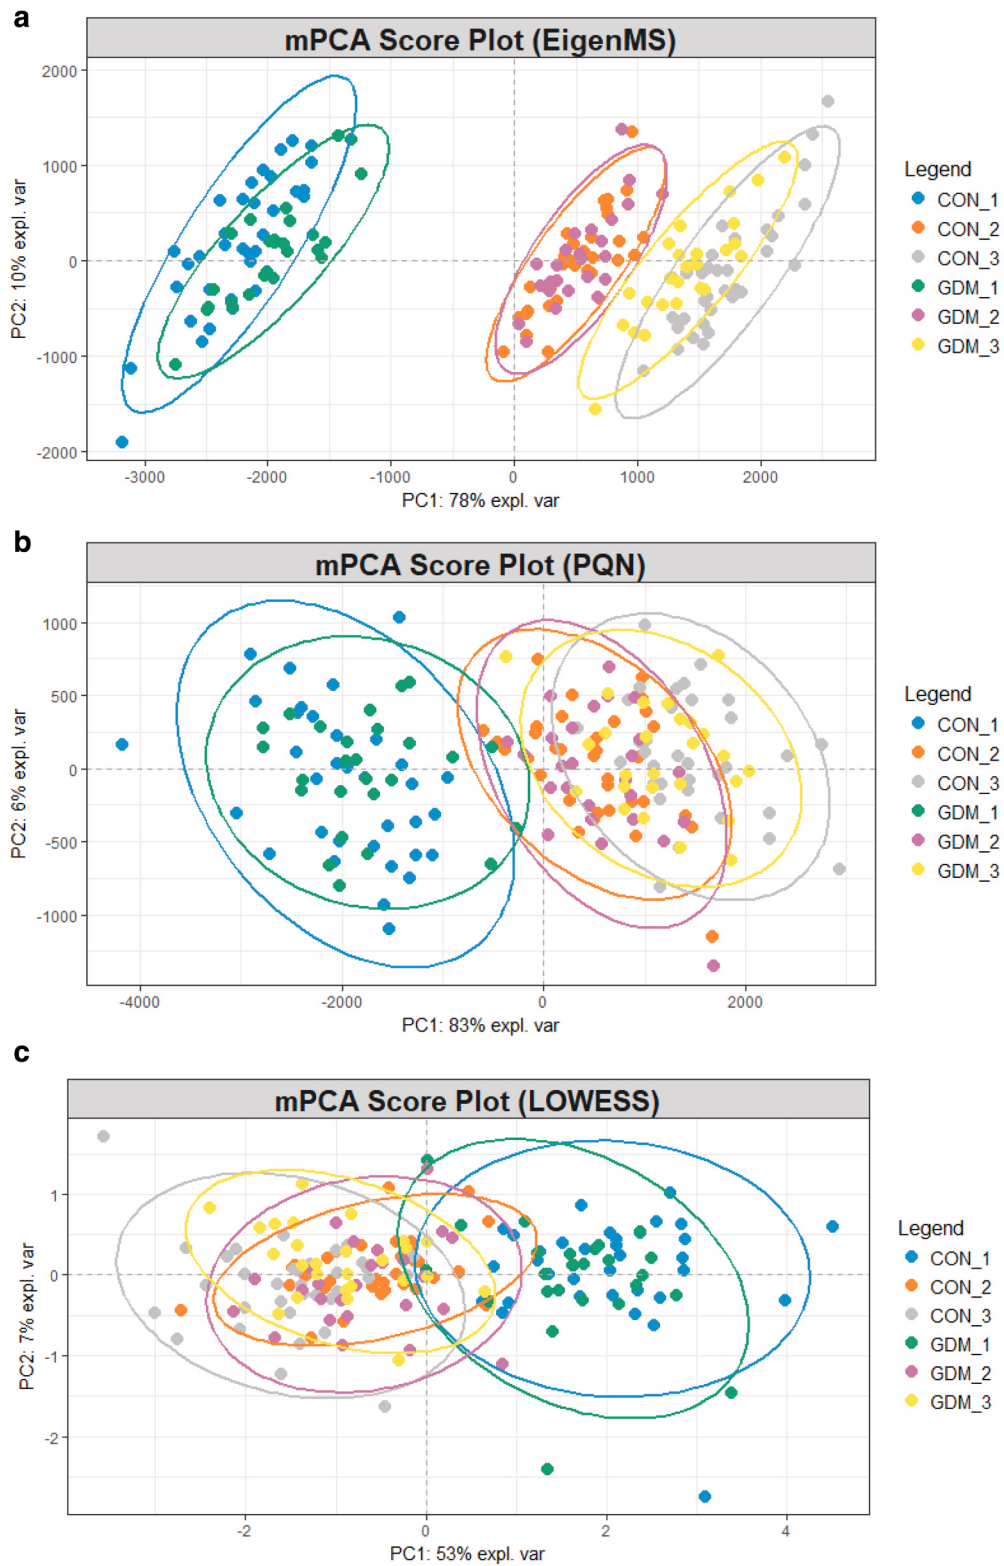 a
mPCA Score Plot (EigenMS)
2000
1000
0
-1000
-2000
PC2: 10% expl. var
-3000 -2000 -1000 0 1000 2000
PC1: 78% expl. var
Legend
CON_1
CON_2
CON_3
GDM_1
GDM_2
GDM_3
b
mPCA Score Plot (PQN)
1000
500
0
-500
-1000
PC2: 6% expl. var
-4000 -2000 0 2000
PC1: 83% expl. var
Legend
CON_1
CON_2
CON_3
GDM_1
GDM_2
GDM_3
c
mPCA Score Plot (LOWESS)
1
0
-1
-2
PC2: 7% expl. var
-2 0 2 4
PC1: 53% expl. var
Legend
CON_1
CON_2
CON_3
GDM_1
GDM_2
GDM_3